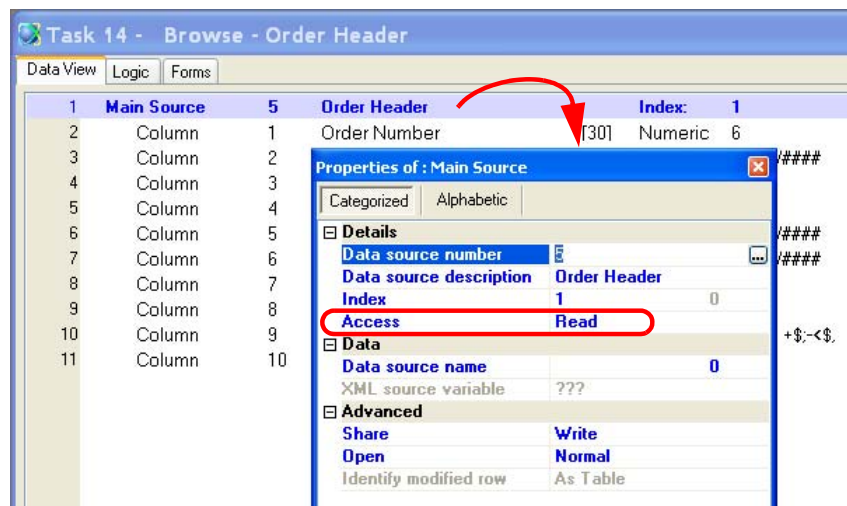 Task 14 - Browse - Order Header
Data View Logic Forms
1 Main Source 5 Order Header Index: 1
2 Column 1 Order Number [30] Numeric 6
3 Column 2 /####
4 Column 3
5 Column 4
6 Column 5 /####
7 Column 6 /####
8 Column 7
9 Column 8
10 Column 9 +$;-<$,
11 Column 10
Properties of : Main Source
Categorized Alphabetic
Details
Data source number 5
Data source description Order Header
Index 1 0
Access Read
Data
Data source name 0
XML source variable ???
Advanced
Share Write
Open Normal
Identify modified row As Table